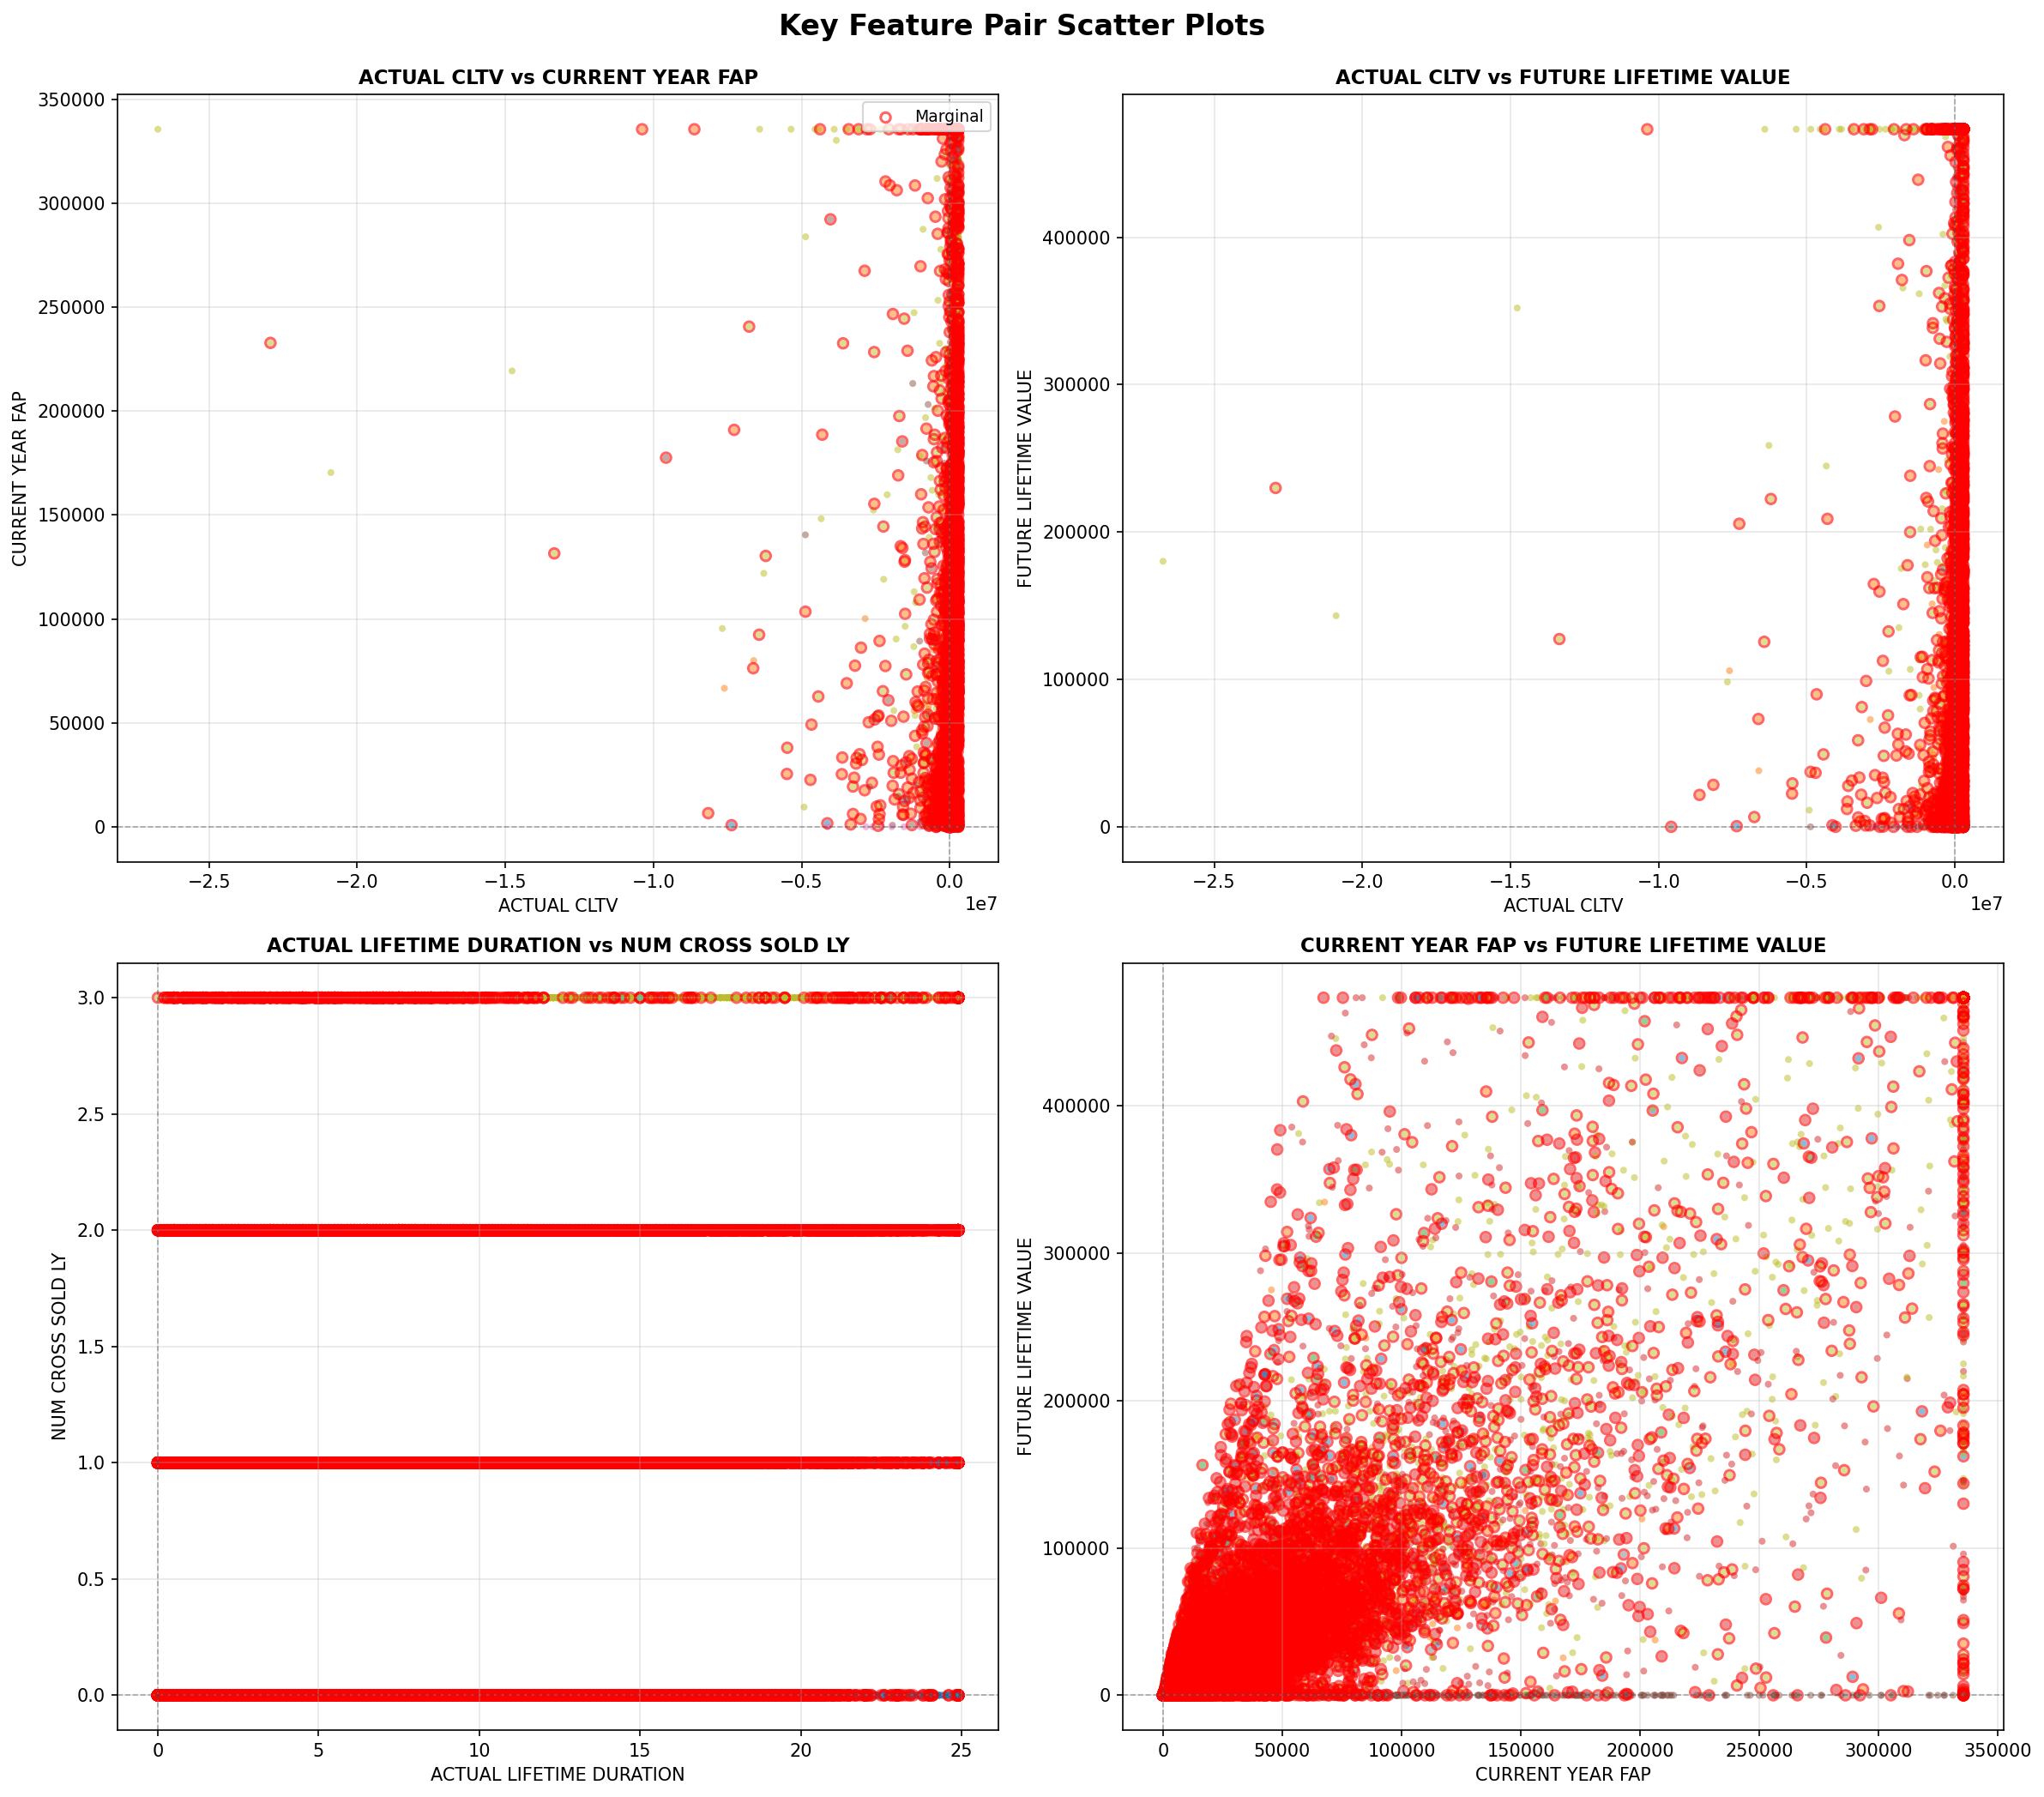 Key Feature Pair Scatter Plots
ACTUAL CLTV vs CURRENT YEAR FAP
Marginal
CURRENT YEAR FAP
350000
300000
250000
200000
150000
100000
50000
0
−2.5 −2.0 −1.5 −1.0 −0.5 0.0
1e7
ACTUAL CLTV
ACTUAL CLTV vs FUTURE LIFETIME VALUE
FUTURE LIFETIME VALUE
400000
300000
200000
100000
0
−2.5 −2.0 −1.5 −1.0 −0.5 0.0
1e7
ACTUAL CLTV
ACTUAL LIFETIME DURATION vs NUM CROSS SOLD LY
NUM CROSS SOLD LY
3.0
2.5
2.0
1.5
1.0
0.5
0.0
0 5 10 15 20 25
ACTUAL LIFETIME DURATION
CURRENT YEAR FAP vs FUTURE LIFETIME VALUE
FUTURE LIFETIME VALUE
400000
300000
200000
100000
0
0 50000 100000 150000 200000 250000 300000 350000
CURRENT YEAR FAP